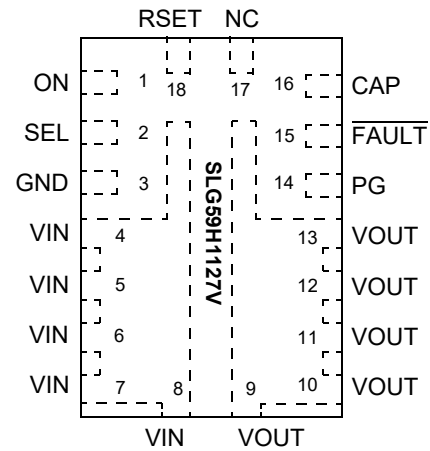 RSET NC
ON 1 18 17 16 CAP
SEL 2 15 FAULT
GND 3 14 PG
SLG59H1127V
VIN 4 13 VOUT
VIN 5 12 VOUT
VIN 6 11 VOUT
VIN 7 8 9 10 VOUT
VIN VOUT